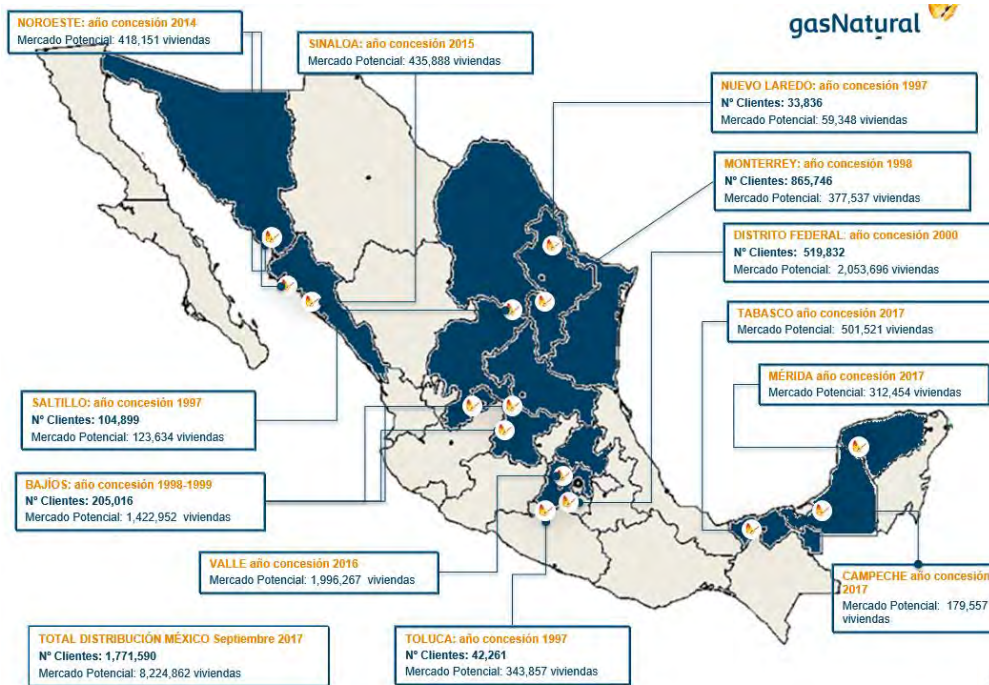 gasNatural
NOROESTE: año concesión 2014
Mercado Potencial: 418,151 viviendas
SINALOA: año concesión 2015
Mercado Potencial: 435,888 viviendas
NUEVO LAREDO: año concesión 1997
Nº Clientes: 33,836
Mercado Potencial: 59,348 viviendas
MONTERREY: año concesión 1998
Nº Clientes: 865,746
Mercado Potencial: 377,537 viviendas
DISTRITO FEDERAL: año concesión 2000
Nº Clientes: 519,832
Mercado Potencial: 2,053,696 viviendas
TABASCO año concesión 2017
Mercado Potencial: 501,521 viviendas
MÉRIDA año concesión 2017
Mercado Potencial: 312,454 viviendas
SALTILLO: año concesión 1997
Nº Clientes: 104,899
Mercado Potencial: 123,634 viviendas
BAJÍOS: año concesión 1998-1999
Nº Clientes: 205,016
Mercado Potencial: 1,422,952 viviendas
VALLE año concesión 2016
Mercado Potencial: 1,996,267 viviendas
CAMPECHE año concesión
2017
Mercado Potencial: 179,557
viviendas
TOTAL DISTRIBUCIÓN MÉXICO Septiembre 2017
Nº Clientes: 1,771,590
Mercado Potencial: 8,224,862 viviendas
TOLUCA: año concesión 1997
Nº Clientes: 42,261
Mercado Potencial: 343,857 viviendas